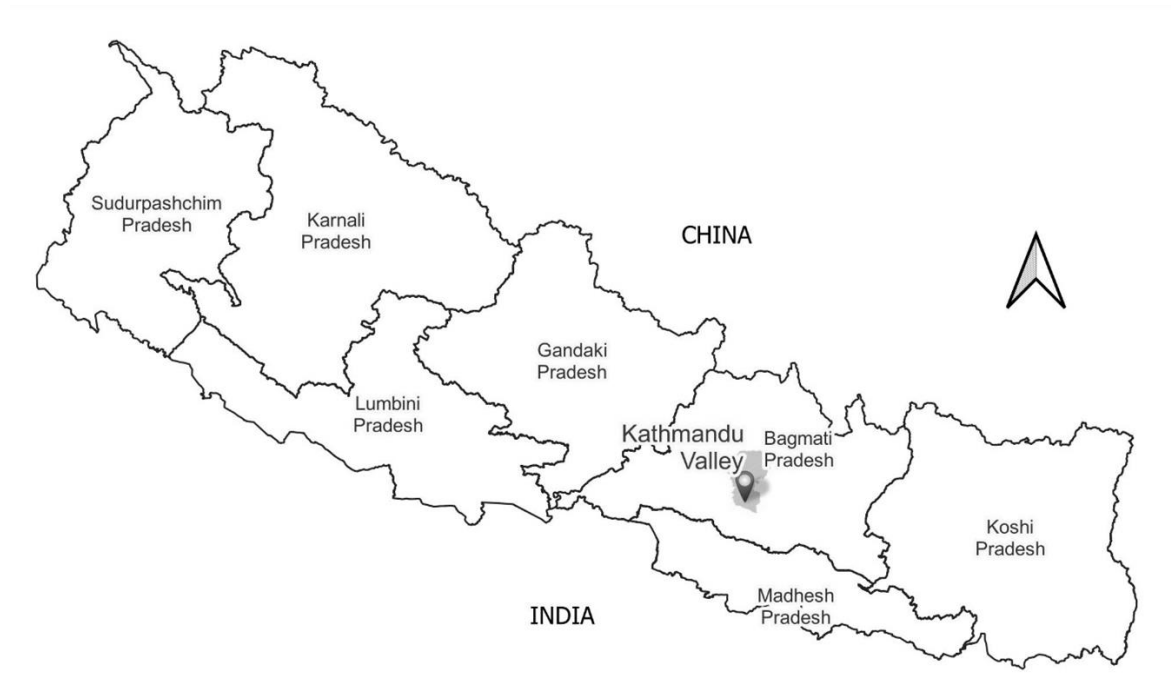 Sudurpashchim
Pradesh
Karnali
Pradesh
CHINA
Gandaki
Pradesh
Lumbini
Pradesh
Kathmandu
Valley
Bagmati
Pradesh
Koshi
Pradesh
Madhesh
Pradesh
INDIA